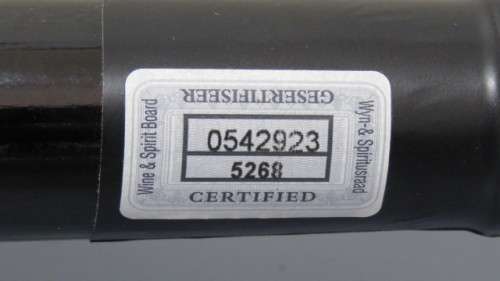 GESERTIFISEER
Wine & Spirit Board
0542923
5268
Wyn-& Spiritusraad
CERTIFIED